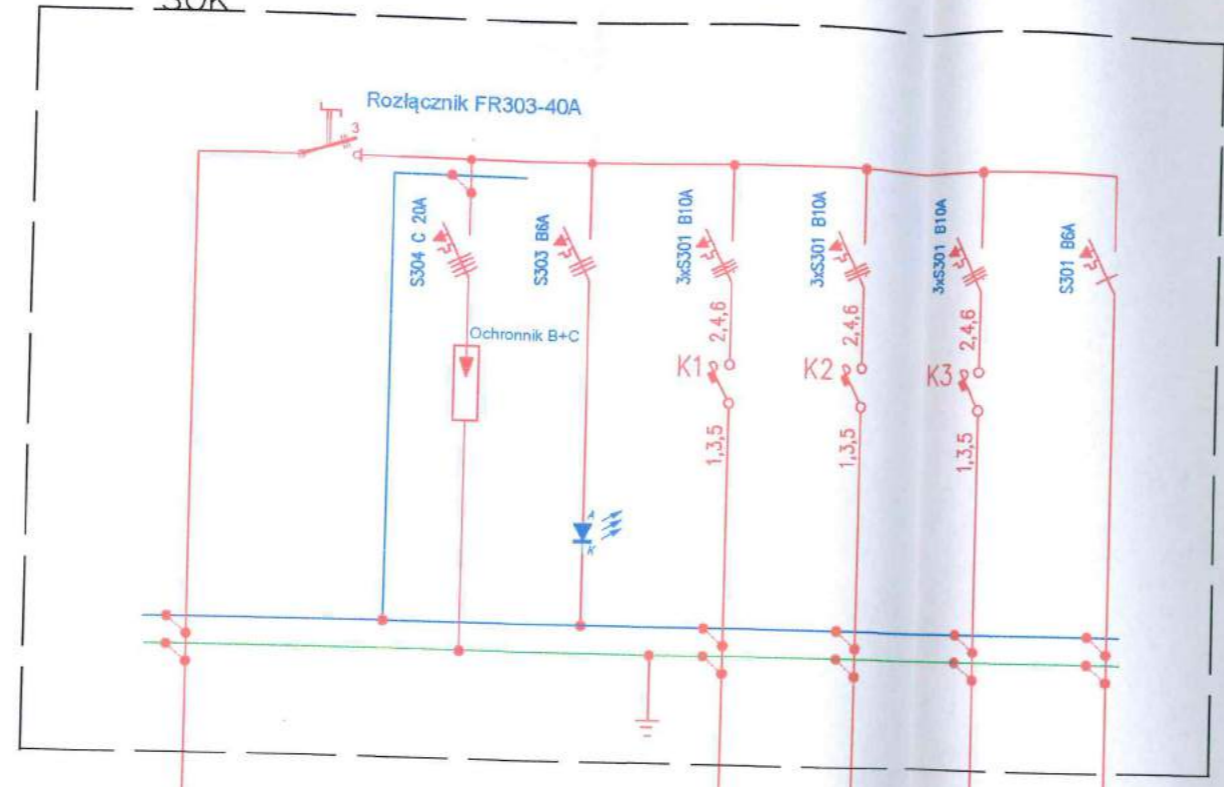 Rozłącznik FR303-40A
3
S304 C 20A
S303 B6A
3xS301 B10A
3xS301 B10A
3xS301 B10A
S301 B6A
Ochronnik B+C
2,4,6
2,4,6
2,4,6
K1
K2
K3
1,3,5
1,3,5
1,3,5
A
K